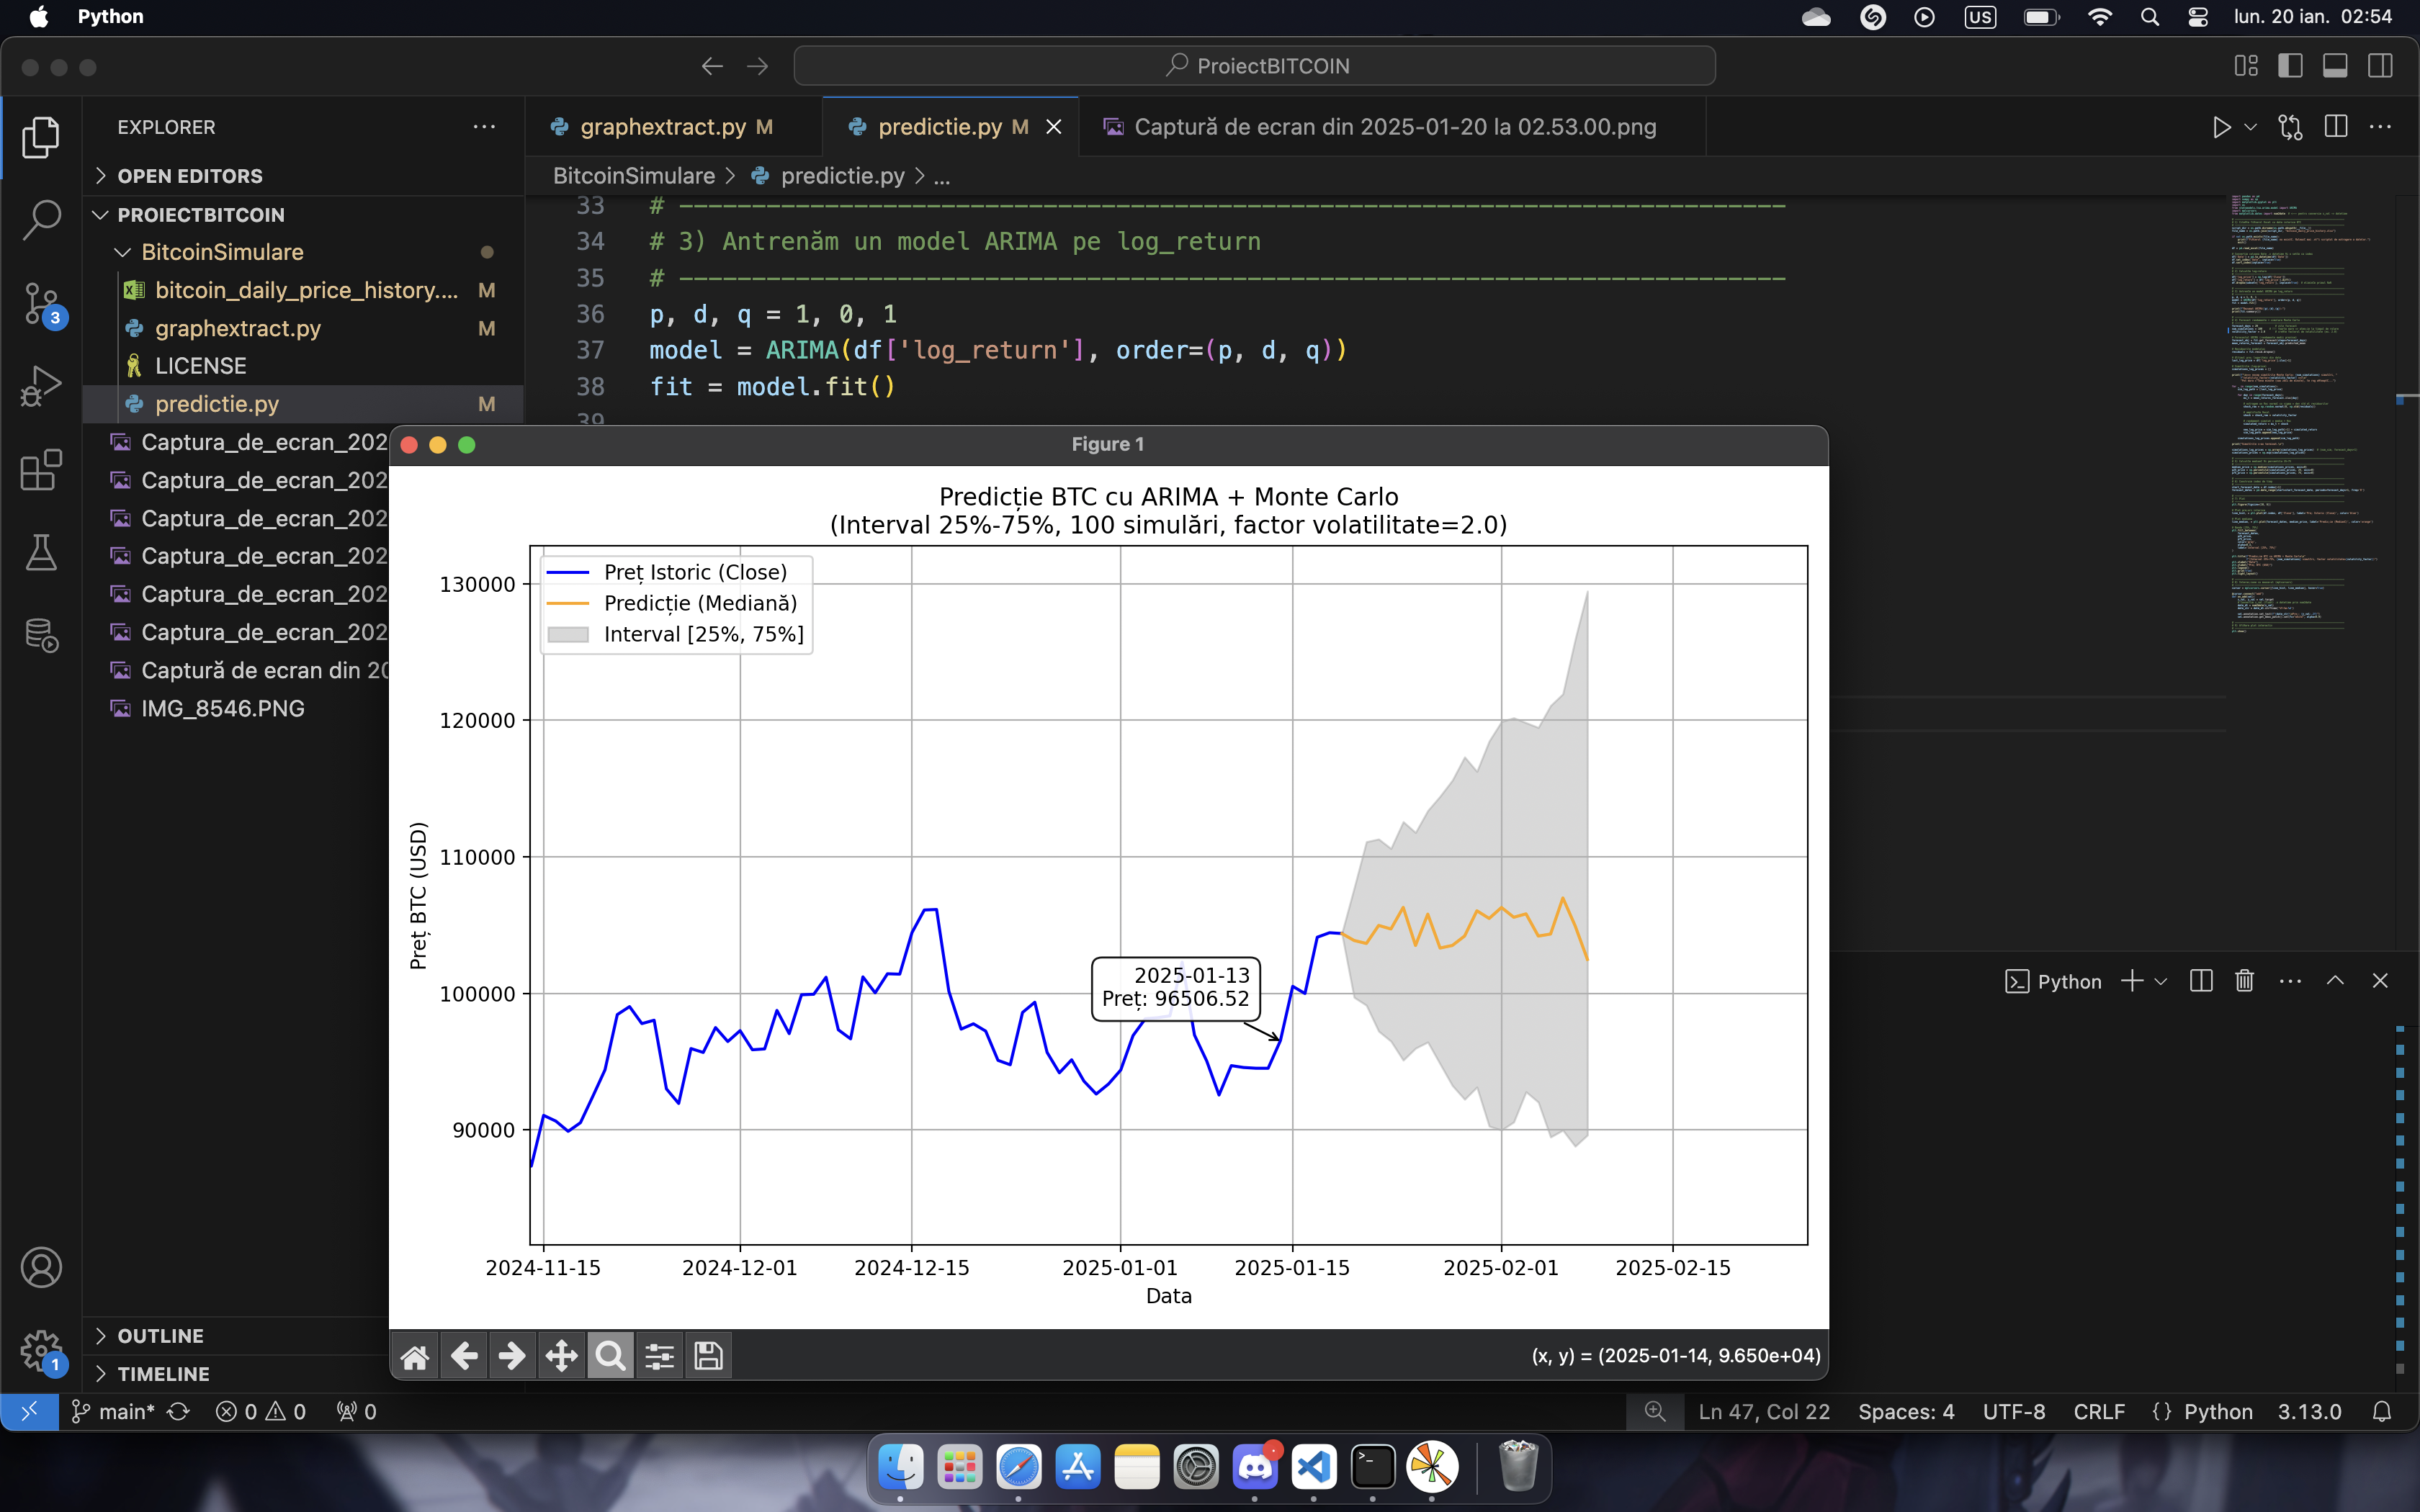 Python
US
lun. 20 ian. 02:54
ProiectBITCOIN
EXPLORER
graphextract.py M
predictie.py M
Captură de ecran din 2025-01-20 la 02.53.00.png
OPEN EDITORS
BitcoinSimulare > predictie.py > ...
PROIECTBITCOIN
BitcoinSimulare
bitcoin_daily_price_history.... M
graphextract.py M
LICENSE
predictie.py M
Captura_de_ecran_202
Captura_de_ecran_202
Captura_de_ecran_202
Captura_de_ecran_202
Captura_de_ecran_202
Captura_de_ecran_202
Captură de ecran din 20
IMG_8546.PNG
33 # -----------------------------------------------------------------------------
34 # 3) Antrenăm un model ARIMA pe log_return
35 # -----------------------------------------------------------------------------
36 p, d, q = 1, 0, 1
37 model = ARIMA(df['log_return'], order=(p, d, q))
38 fit = model.fit()
39
Figure 1
Predicție BTC cu ARIMA + Monte Carlo
(Interval 25%-75%, 100 simulări, factor volatilitate=2.0)
Preț Istoric (Close)
Predicție (Mediană)
Interval [25%, 75%]
130000
120000
110000
100000
90000
Preț BTC (USD)
2025-01-13
Preț: 96506.52
2024-11-15
2024-12-01
2024-12-15
2025-01-01
2025-01-15
2025-02-01
2025-02-15
Data
(x, y) = (2025-01-14, 9.650e+04)
Python
3
1
OUTLINE
TIMELINE
main* 0 0 0
Ln 47, Col 22 Spaces: 4 UTF-8 CRLF {} Python 3.13.0